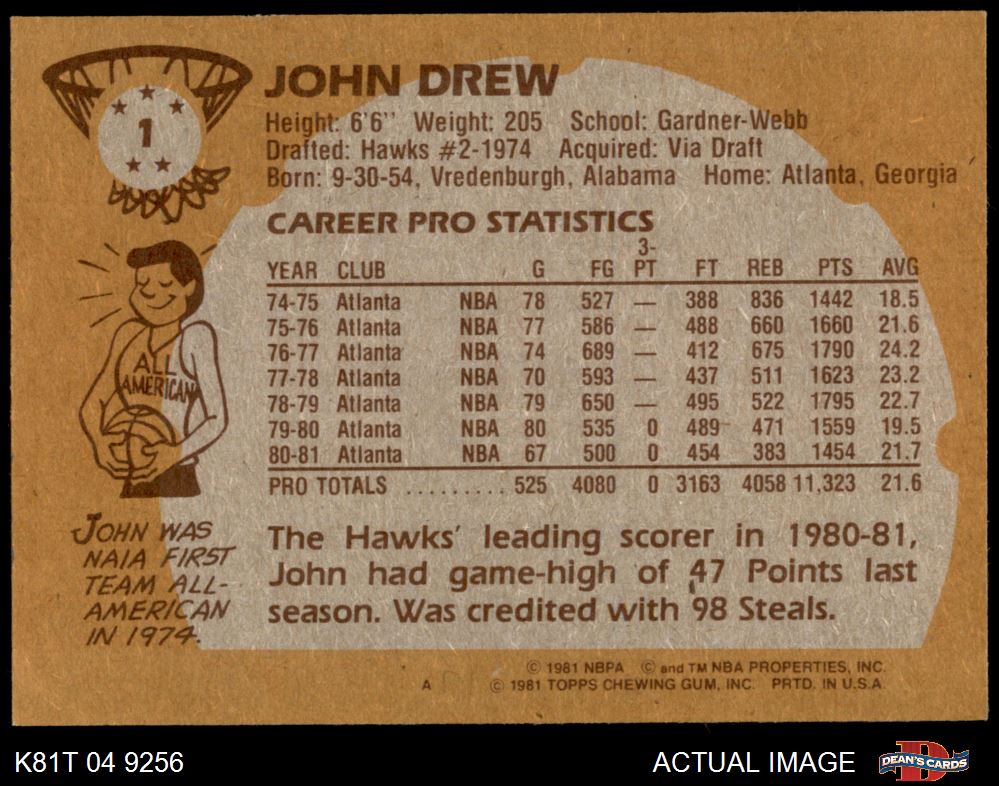 1
JOHN DREW
Height: 6'6" Weight: 205 School: Gardner-Webb
Drafted: Hawks #2-1974 Acquired: Via Draft
Born: 9-30-54, Vredenburgh, Alabama Home: Atlanta, Georgia
CAREER PRO STATISTICS
YEAR CLUB G FG 3-PT FT REB PTS AVG
74-75 Atlanta NBA 78 527 — 388 836 1442 18.5
75-76 Atlanta NBA 77 586 — 488 660 1660 21.6
76-77 Atlanta NBA 74 689 — 412 675 1790 24.2
77-78 Atlanta NBA 70 593 — 437 511 1623 23.2
78-79 Atlanta NBA 79 650 — 495 522 1795 22.7
79-80 Atlanta NBA 80 535 0 489 471 1559 19.5
80-81 Atlanta NBA 67 500 0 454 383 1454 21.7
PRO TOTALS .......... 525 4080 0 3163 4058 11,323 21.6
ALL
AMERICAN
JOHN WAS
NAIA FIRST
TEAM ALL-
AMERICAN
IN 1974.
The Hawks' leading scorer in 1980-81,
John had game-high of 47 Points last
season. Was credited with 98 Steals.
© 1981 NBPA © and TM NBA PROPERTIES, INC.
A © 1981 TOPPS CHEWING GUM, INC. PRTD. IN U.S.A.
K81T 04 9256 ACTUAL IMAGE D DEAN'S CARDS